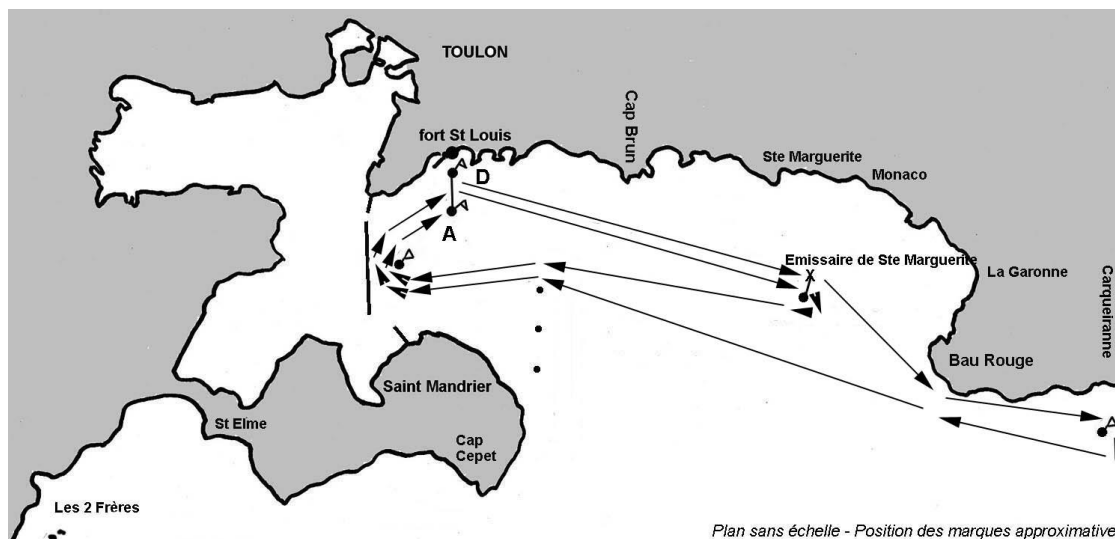 TOULON
fort St Louis
Cap Brun
Ste Marguerite
Monaco
D
A
Emissaire de Ste Marguerite
X
La Garonne
Carqueiranne
Bau Rouge
Saint Mandrier
St Elme
Cap
Cepet
Les 2 Frères
Plan sans échelle - Position des marques approximative